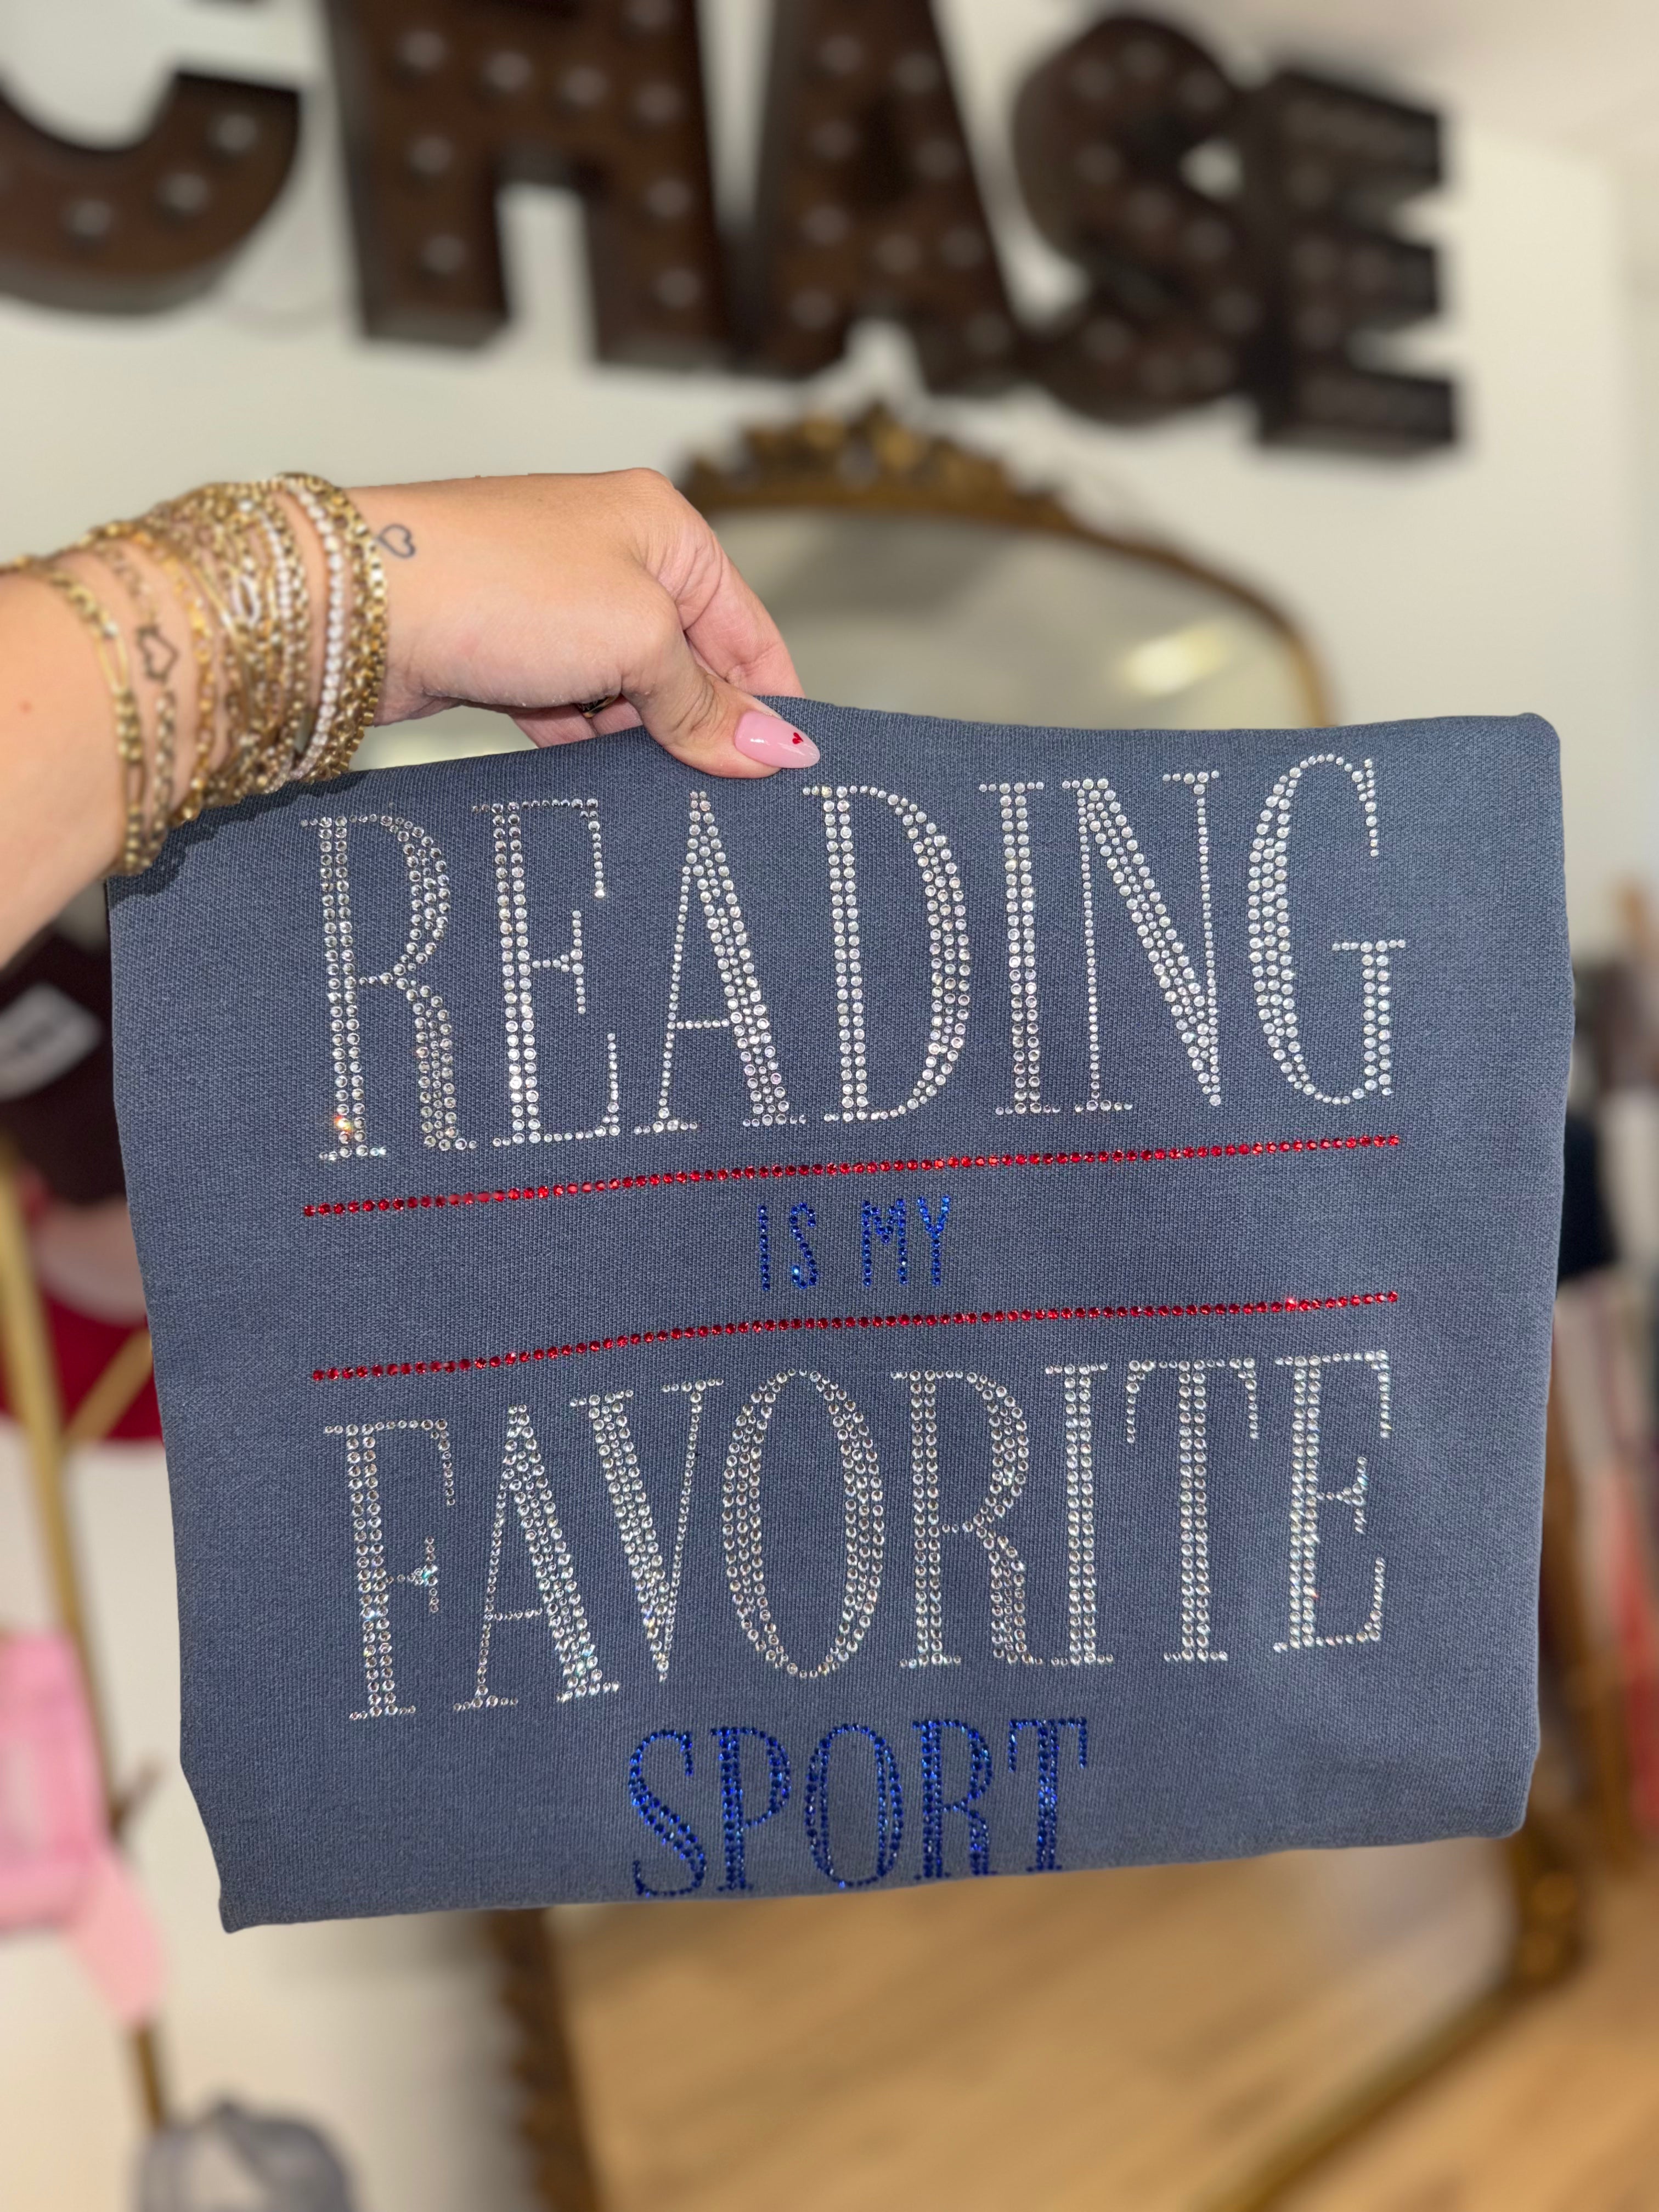 CHASE
READING
IS MY
FAVORITE
SPORT